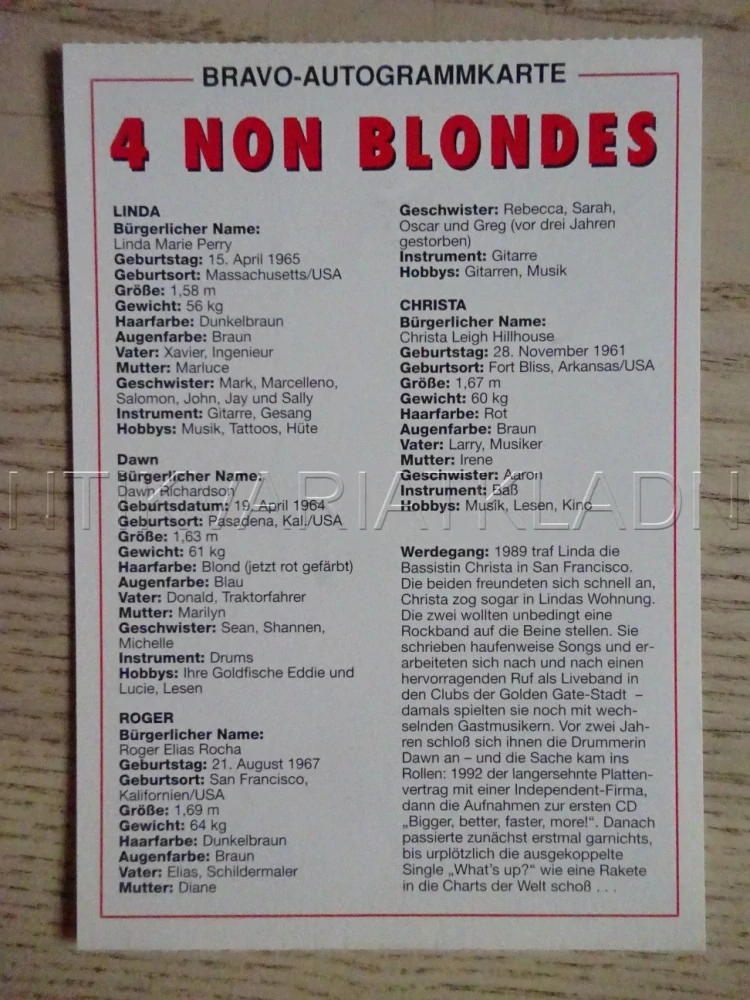 BRAVO-AUTOGRAMMKARTE
4 NON BLONDES
LINDA
Bürgerlicher Name:
Linda Marie Perry
Geburtstag: 15. April 1965
Geburtsort: Massachusetts/USA
Größe: 1,58 m
Gewicht: 56 kg
Haarfarbe: Dunkelbraun
Augenfarbe: Braun
Vater: Xavier, Ingenieur
Mutter: Marluce
Geschwister: Mark, Marcelleno,
Salomon, John, Jay und Sally
Instrument: Gitarre, Gesang
Hobbys: Musik, Tattoos, Hüte
Dawn
Bürgerlicher Name:
Dawn Richardson
Geburtsdatum: 19. April 1964
Geburtsort: Pasadena, Kal./USA
Größe: 1,63 m
Gewicht: 61 kg
Haarfarbe: Blond (jetzt rot gefärbt)
Augenfarbe: Blau
Vater: Donald, Traktorfahrer
Mutter: Marilyn
Geschwister: Sean, Shannen,
Michelle
Instrument: Drums
Hobbys: Ihre Goldfische Eddie und
Lucie, Lesen
ROGER
Bürgerlicher Name:
Roger Elias Rocha
Geburtstag: 21. August 1967
Geburtsort: San Francisco,
Kalifornien/USA
Größe: 1,69 m
Gewicht: 64 kg
Haarfarbe: Dunkelbraun
Augenfarbe: Braun
Vater: Elias, Schildermaler
Mutter: Diane
Geschwister: Rebecca, Sarah,
Oscar und Greg (vor drei Jahren
gestorben)
Instrument: Gitarre
Hobbys: Gitarren, Musik
CHRISTA
Bürgerlicher Name:
Christa Leigh Hillhouse
Geburtstag: 28. November 1961
Geburtsort: Fort Bliss, Arkansas/USA
Größe: 1,67 m
Gewicht: 60 kg
Haarfarbe: Rot
Augenfarbe: Braun
Vater: Larry, Musiker
Mutter: Irene
Geschwister: Aaron
Instrument: Baß
Hobbys: Musik, Lesen, Kino
Werdegang: 1989 traf Linda die
Bassistin Christa in San Francisco.
Die beiden freundeten sich schnell an,
Christa zog sogar in Lindas Wohnung.
Die zwei wollten unbedingt eine
Rockband auf die Beine stellen. Sie
schrieben haufenweise Songs und er-
arbeiteten sich nach und nach einen
hervorragenden Ruf als Liveband in
den Clubs der Golden Gate-Stadt –
damals spielten sie noch mit wech-
selnden Gastmusikern. Vor zwei Jah-
ren schloß sich ihnen die Drummerin
Dawn an – und die Sache kam ins
Rollen: 1992 der langersehnte Platten-
vertrag mit einer Independent-Firma,
dann die Aufnahmen zur ersten CD
„Bigger, better, faster, more!“. Danach
passierte zunächst erstmal garnichts,
bis urplötzlich die ausgekoppelte
Single „What's up?“ wie eine Rakete
in die Charts der Welt schoß . . .